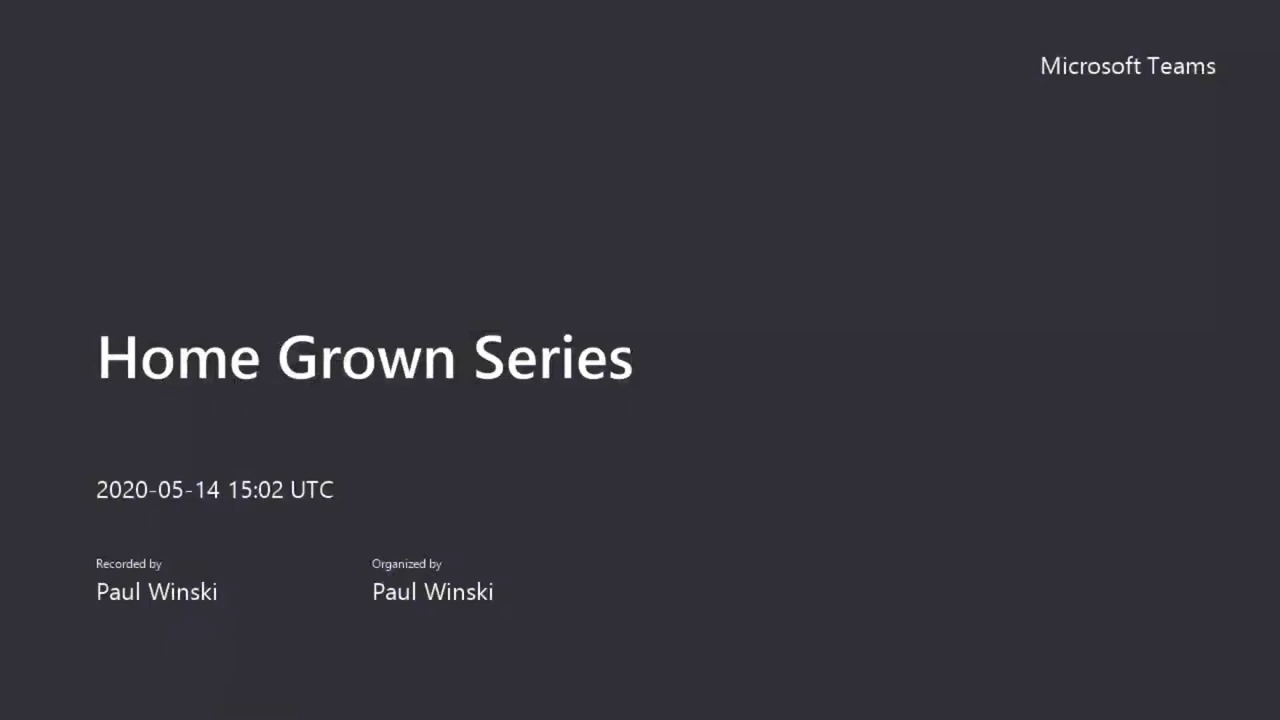 Microsoft Teams
Home Grown Series
2020-05-14 15:02 UTC
Recorded by
Paul Winski
Organized by
Paul Winski